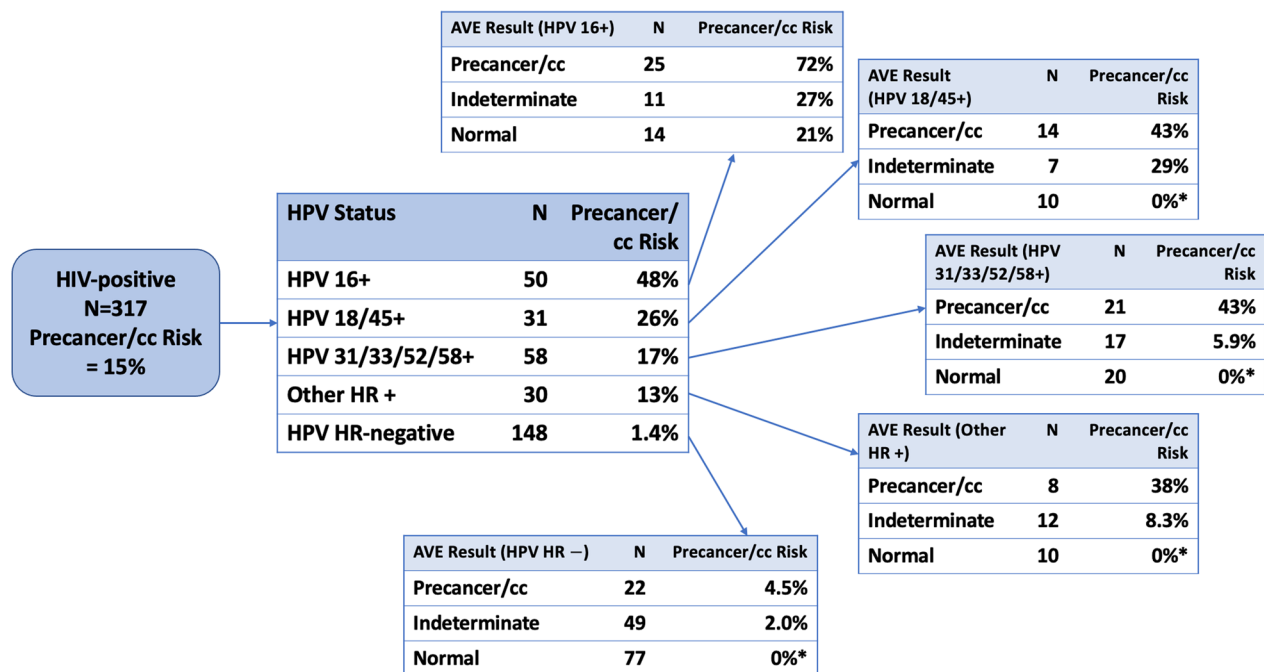 AVE Result (HPV 16+) N Precancer/cc Risk
Precancer/cc 25 72%
Indeterminate 11 27%
Normal 14 21%
AVE Result N Precancer/cc
(HPV 18/45+) Risk
Precancer/cc 14 43%
Indeterminate 7 29%
Normal 10 0%*
HIV-positive
N=317
Precancer/cc Risk
= 15%
HPV Status N Precancer/
cc Risk
HPV 16+ 50 48%
HPV 18/45+ 31 26%
HPV 31/33/52/58+ 58 17%
Other HR + 30 13%
HPV HR-negative 148 1.4%
AVE Result (HPV N Precancer/cc
31/33/52/58+) Risk
Precancer/cc 21 43%
Indeterminate 17 5.9%
Normal 20 0%*
AVE Result (Other N Precancer/cc
HR +) Risk
Precancer/cc 8 38%
Indeterminate 12 8.3%
Normal 10 0%*
AVE Result (HPV HR −) N Precancer/cc Risk
Precancer/cc 22 4.5%
Indeterminate 49 2.0%
Normal 77 0%*